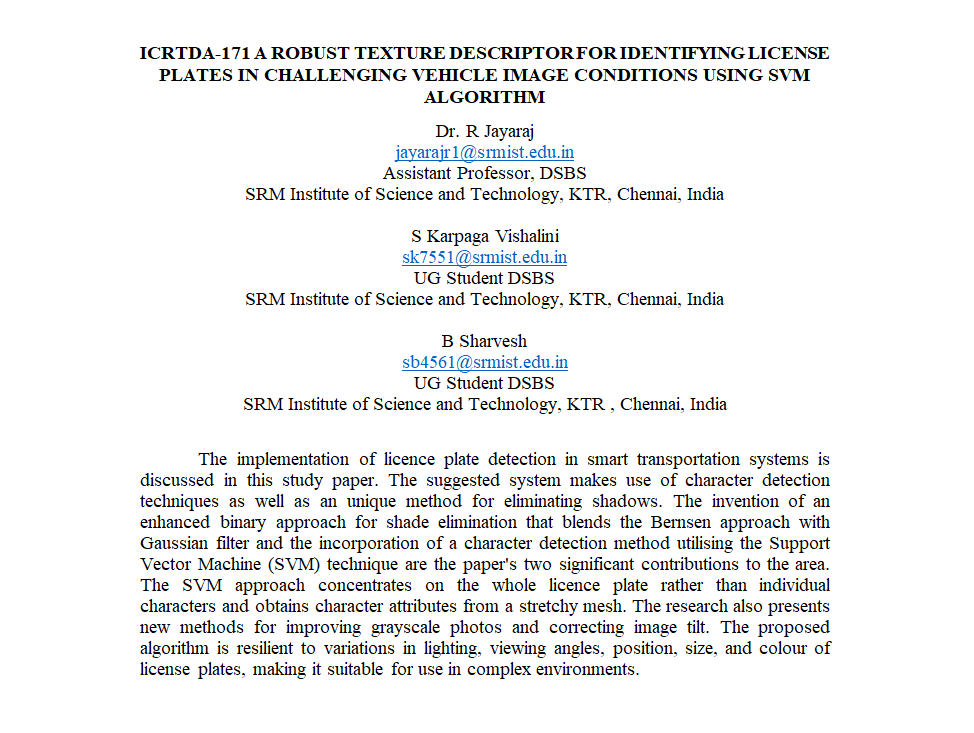 ICRTDA-171 A ROBUST TEXTURE DESCRIPTOR FOR IDENTIFYING LICENSE
PLATES IN CHALLENGING VEHICLE IMAGE CONDITIONS USING SVM
ALGORITHM
Dr. R Jayaraj
jayarajr1@srmist.edu.in
Assistant Professor, DSBS
SRM Institute of Science and Technology, KTR, Chennai, India
S Karpaga Vishalini
sk7551@srmist.edu.in
UG Student DSBS
SRM Institute of Science and Technology, KTR, Chennai, India
B Sharvesh
sb4561@srmist.edu.in
UG Student DSBS
SRM Institute of Science and Technology, KTR , Chennai, India
The implementation of licence plate detection in smart transportation systems is
discussed in this study paper. The suggested system makes use of character detection
techniques as well as an unique method for eliminating shadows. The invention of an
enhanced binary approach for shade elimination that blends the Bernsen approach with
Gaussian filter and the incorporation of a character detection method utilising the Support
Vector Machine (SVM) technique are the paper's two significant contributions to the area.
The SVM approach concentrates on the whole licence plate rather than individual
characters and obtains character attributes from a stretchy mesh. The research also presents
new methods for improving grayscale photos and correcting image tilt. The proposed
algorithm is resilient to variations in lighting, viewing angles, position, size, and colour of
license plates, making it suitable for use in complex environments.